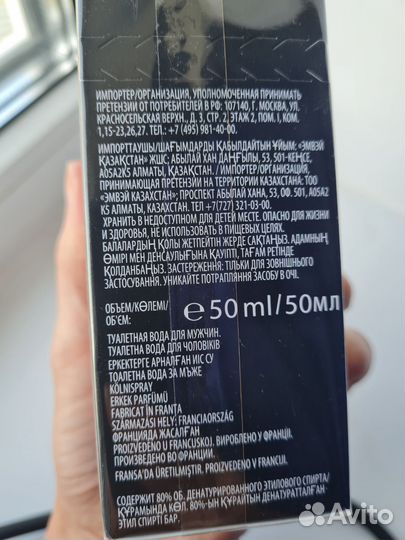 ИМПОРТЕР/ОРГАНИЗАЦИЯ, УПОЛНОМОЧЕННАЯ ПРИНИМАТЬ
ПРЕТЕНЗИИ ОТ ПОТРЕБИТЕЛЕЙ В РФ: 107140, Г. МОСКВА, УЛ.
КРАСНОСЕЛЬСКАЯ ВЕРХН., Д. 3, СТР. 2, ЭТАЖ 2, ПОМ. I, КОМ.
1,15-23,26,27. ТЕЛ.: +7 (495) 981-40-00.
ИМПОРТТАУШЫ/ШАҒЫМДАРДЫ ҚАБЫЛДАЙТЫН ҰЙЫМ: «ЭМВЭЙ
ҚАЗАҚСТАН» ЖШС: АБЫЛАЙ ХАН ДАҢҒЫЛЫ, 53, 501-КЕҢСЕ,
A05A2K5 АЛМАТЫ, ҚАЗАҚСТАН. / ИМПОРТЕР/ОРГАНИЗАЦИЯ,
ПРИНИМАЮЩАЯ ПРЕТЕНЗИИ НА ТЕРРИТОРИИ КАЗАХСТАНА: ТОО
«ЭМВЭЙ КАЗАХСТАН»; ПРОСПЕКТ АБЫЛАЙ ХАНА, 53, ОФ. 501, A05A2
K5 АЛМАТЫ, КАЗАХСТАН. ТЕЛ +7(727) 321-03-00.
ХРАНИТЬ В НЕДОСТУПНОМ ДЛЯ ДЕТЕЙ МЕСТЕ. ОПАСНО ДЛЯ ЖИЗНИ
И ЗДОРОВЬЯ, НЕ ИСПОЛЬЗОВАТЬ В ПИЩЕВЫХ ЦЕЛЯХ.
БАЛАЛАРДЫҢ ҚОЛЫ ЖЕТПЕЙТІН ЖЕРДЕ САҚТАҢЫЗ. АДАМНЫҢ
ӨМІРІ МЕН ДЕНСАУЛЫҒЫНА ҚАУІПТІ, ТАҒАМ РЕТІНДЕ
ҚОЛДАНБАҢЫЗ. ЗАСТЕРЕЖЕННЯ: ТІЛЬКИ ДЛЯ ЗОВНІШНЬОГО
ЗАСТОСУВАННЯ. УНИКАЙТЕ ПОТРАПЛЯННЯ ЗАСОБУ В ОЧІ.
ОБЪЕМ/КӨЛЕМІ/
ОБ'ЄМ: ℮50 ml/50МЛ
ТУАЛЕТНАЯ ВОДА ДЛЯ МУЖЧИН.
ТУАЛЕТНА ВОДА ДЛЯ ЧОЛОВІКІВ
ЕРКЕКТЕРГЕ АРНАЛҒАН ИІС СУ
ТОАЛЕТНА ВОДА ЗА МЪЖЕ
KÖLNISPRAY
ERKEK PARFÜMÜ
FABRICAT ÎN FRANȚA
SZÁRMAZÁSI HELY: FRANCIAORSZÁG
ФРАНЦИЯДА ЖАСАЛҒАН
PROIZVEDENO U FRANCUSKOJ. ВИРОБЛЕНО У ФРАНЦІЇ.
ПРОИЗВЕДЕНО ВО ФРАНЦИИ.
FRANSA'DA ÜRETİLMİŞTİR. PROIZVEDENO V FRANCIJI.
СОДЕРЖИТ 80% ОБ. ДЕНАТУРИРОВАННОГО ЭТИЛОВОГО СПИРТА/
ҚҰРАМЫНДА КӨЛ. 80%-ЫН ҚҰРАЙТЫН ДЕНАТУРАТТАЛҒАН
ЭТИЛ СПИРТІ БАР.
Avito